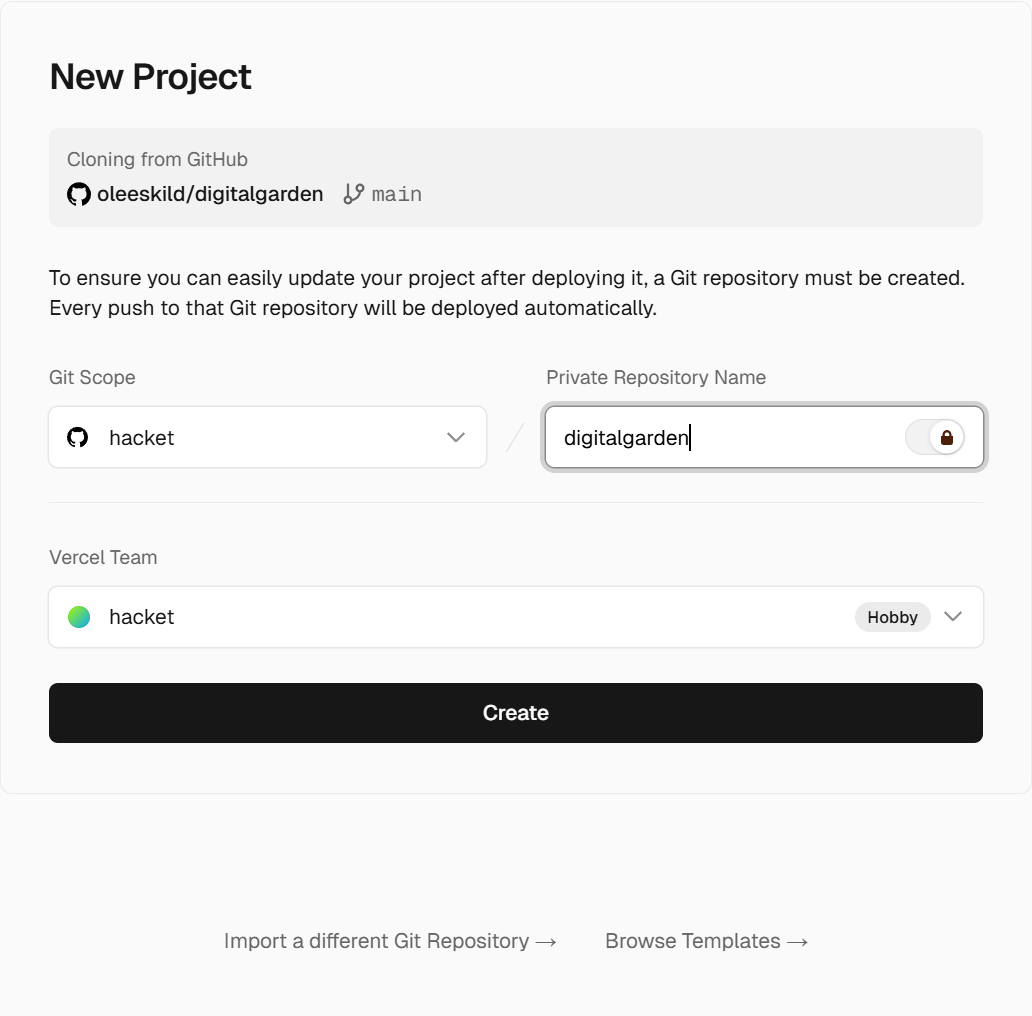 New Project
Cloning from GitHub
oleeskild/digitalgarden main
To ensure you can easily update your project after deploying it, a Git repository must be created.
Every push to that Git repository will be deployed automatically.
Git Scope
Private Repository Name
hacket
/
digitalgarden
Vercel Team
hacket
Hobby
Create
Import a different Git Repository →
Browse Templates →